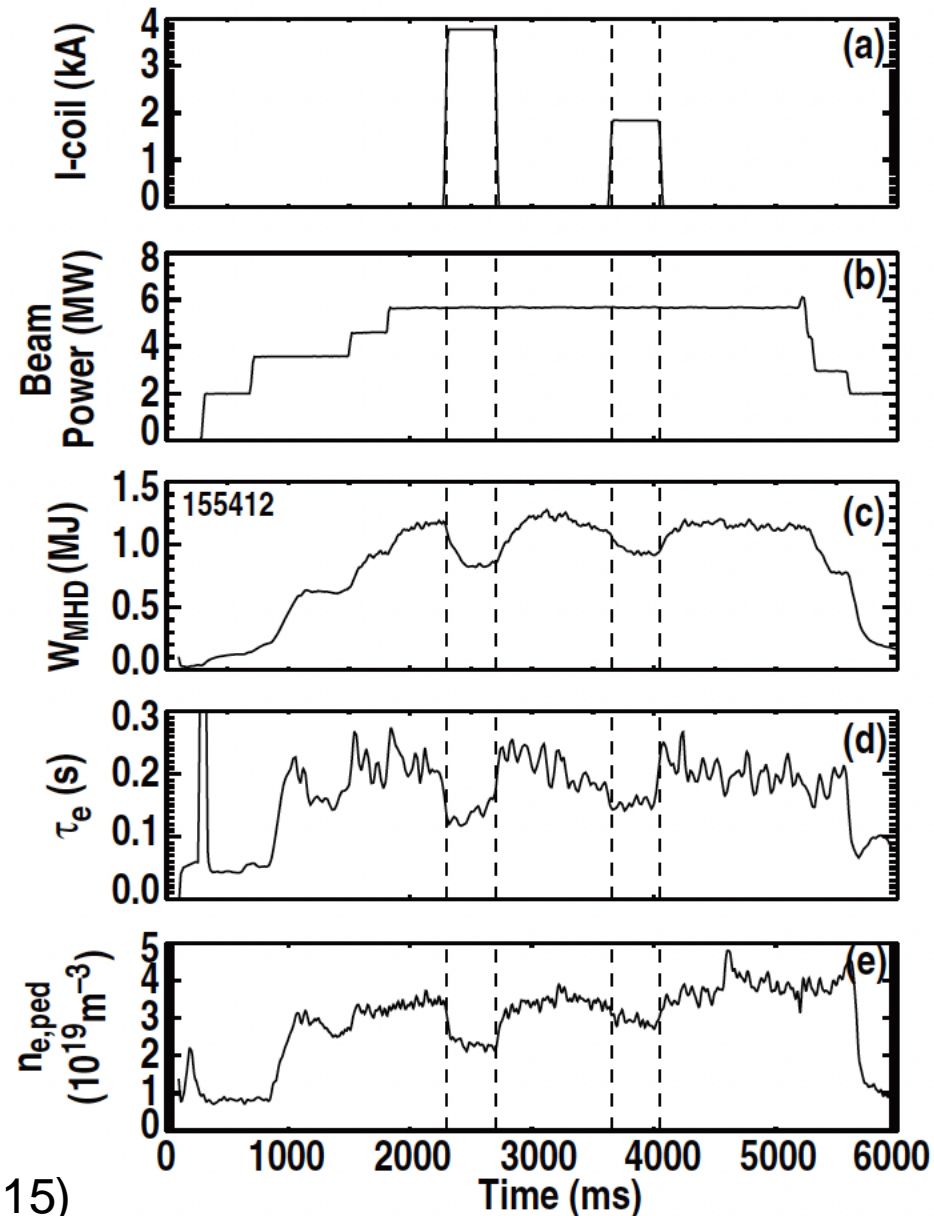 4
3
2
1
0
I-coil (kA)
(a)
8
6
4
2
0
Beam
Power (MW)
(b)
1.5
1.0
0.5
0.0
W_MHD (MJ)
155412
(c)
0.3
0.2
0.1
0.0
τ_e (s)
(d)
5
4
3
2
1
0
n_e,ped
(10^19 m^−3)
(e)
0 1000 2000 3000 4000 5000 6000
Time (ms)
15)